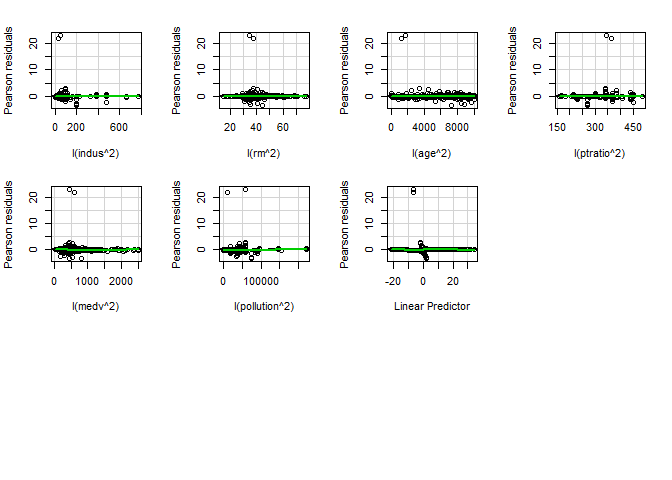 Pearson residuals
0 10 20
0 200 600
I(indus^2)
Pearson residuals
0 10 20
20 40 60
I(rm^2)
Pearson residuals
0 10 20
0 4000 8000
I(age^2)
Pearson residuals
0 10 20
150 300 450
I(ptratio^2)
Pearson residuals
0 10 20
0 1000 2000
I(medv^2)
Pearson residuals
0 10 20
0 100000
I(pollution^2)
Pearson residuals
0 10 20
-20 0 20
Linear Predictor